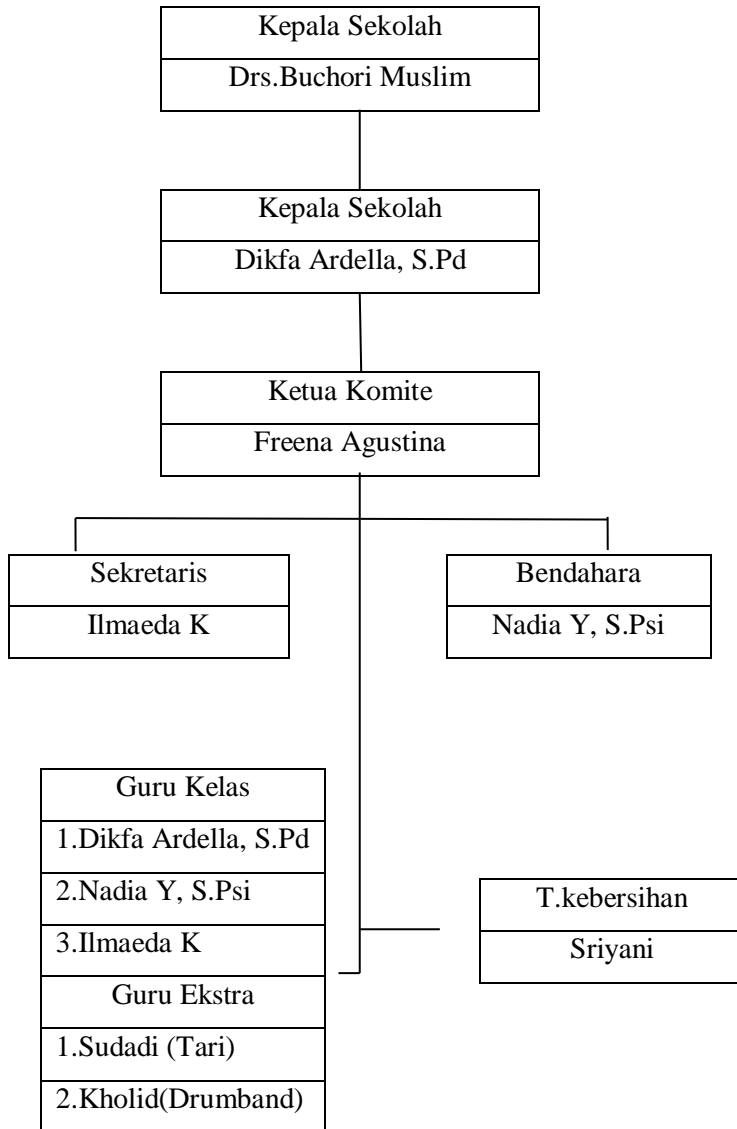 Kepala Sekolah
Drs.Buchori Muslim
Kepala Sekolah
Dikfa Ardella, S.Pd
Ketua Komite
Freena Agustina
Sekretaris
Ilmaeda K
Bendahara
Nadia Y, S.Psi
Guru Kelas
1.Dikfa Ardella, S.Pd
2.Nadia Y, S.Psi
3.Ilmaeda K
Guru Ekstra
1.Sudadi (Tari)
2.Kholid(Drumband)
T.kebersihan
Sriyani